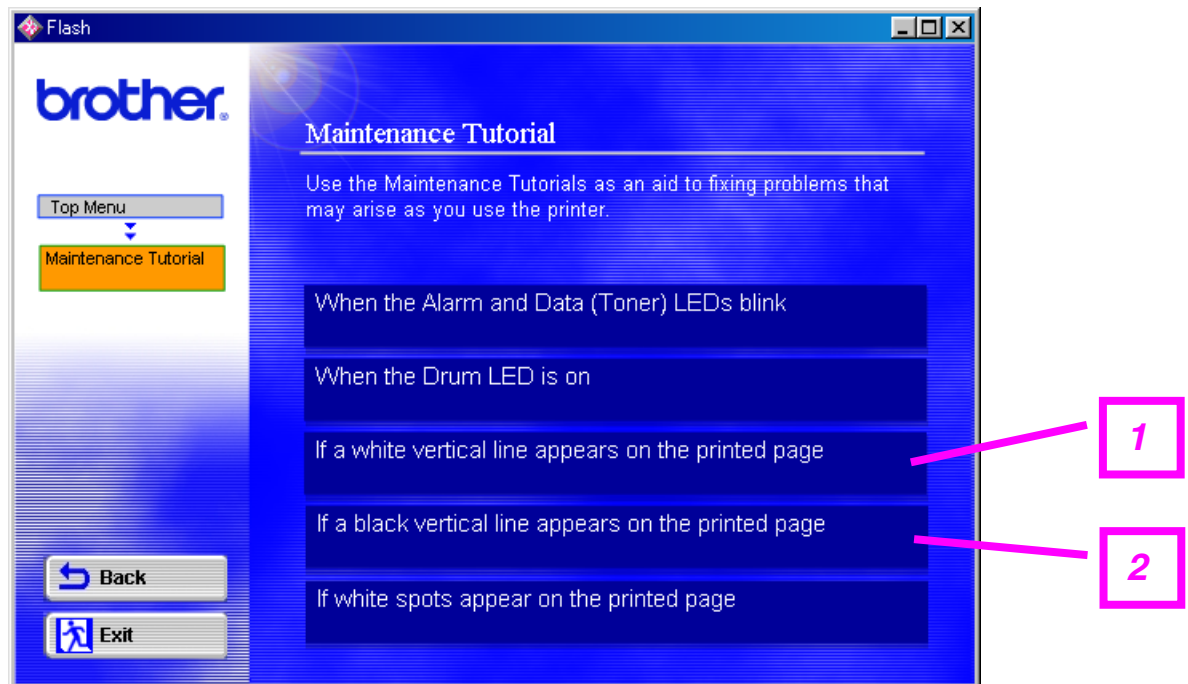 Flash
brother®
Maintenance Tutorial
Use the Maintenance Tutorials as an aid to fixing problems that
may arise as you use the printer.
Top Menu
Maintenance Tutorial
When the Alarm and Data (Toner) LEDs blink
When the Drum LED is on
If a white vertical line appears on the printed page
1
If a black vertical line appears on the printed page
2
If white spots appear on the printed page
Back
Exit